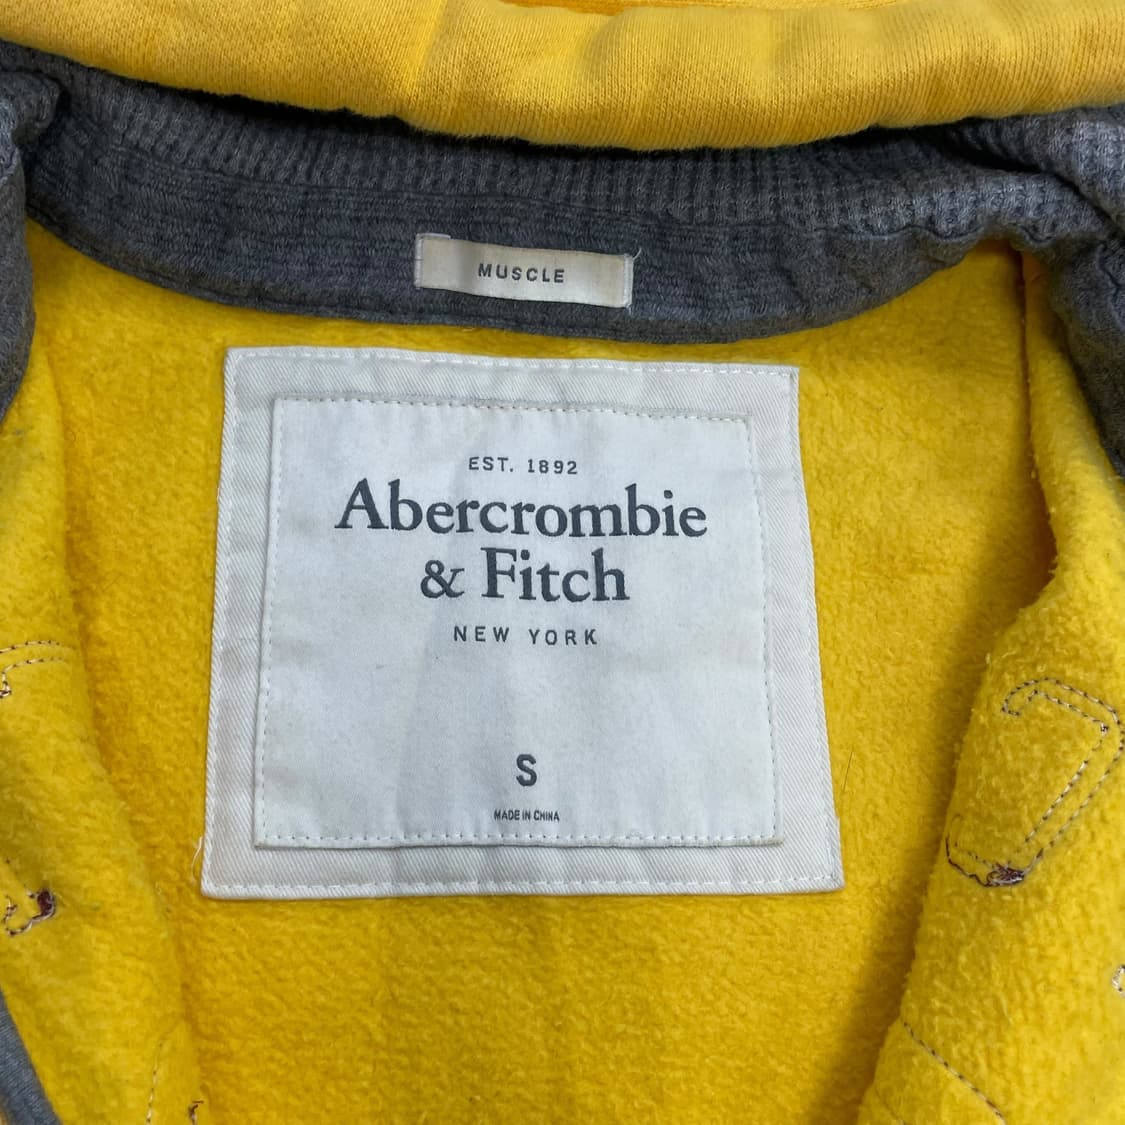 MUSCLE
EST. 1892
Abercrombie
& Fitch
NEW YORK
S
MADE IN CHINA